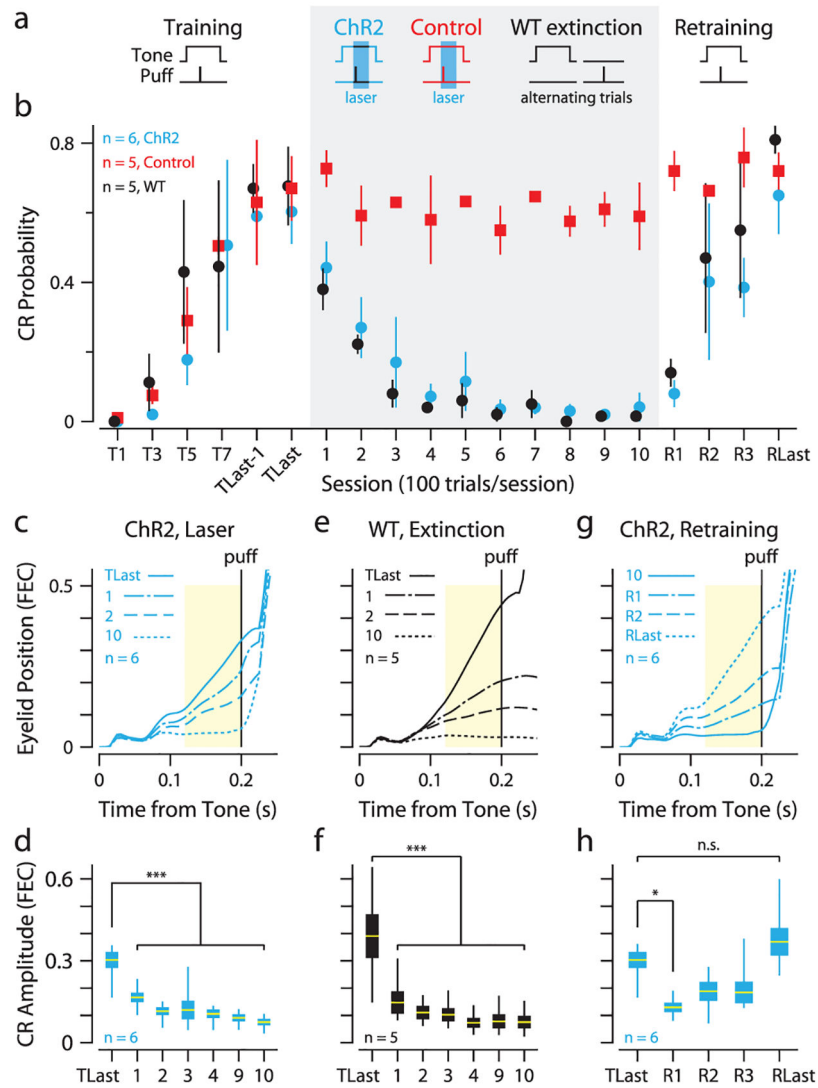 a
Training
ChR2
Control
WT extinction
Retraining
Tone
Puff
laser
laser
alternating trials
b
n = 6, ChR2
n = 5, Control
n = 5, WT
CR Probability
0.8
0.4
0
T1 T3 T5 T7 TLast-1 TLast 1 2 3 4 5 6 7 8 9 10 R1 R2 R3 RLast
Session (100 trials/session)
c
ChR2, Laser
puff
Eyelid Position (FEC)
0.5
0
TLast
1
2
10
n = 6
0 0.1 0.2
Time from Tone (s)
e
WT, Extinction
puff
TLast
1
2
10
n = 5
0 0.1 0.2
Time from Tone (s)
g
ChR2, Retraining
puff
10
R1
R2
RLast
n = 6
0 0.1 0.2
Time from Tone (s)
d
CR Amplitude (FEC)
0.6
0.3
0
***
n = 6
TLast 1 2 3 4 9 10
f
***
n = 5
TLast 1 2 3 4 9 10
h
n.s.
*
n = 6
TLast R1 R2 R3 RLast